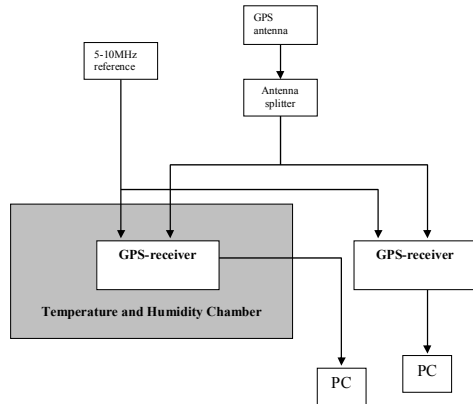 GPS
antenna
5-10MHz
reference
Antenna
splitter
GPS-receiver
GPS-receiver
Temperature and Humidity Chamber
PC
PC